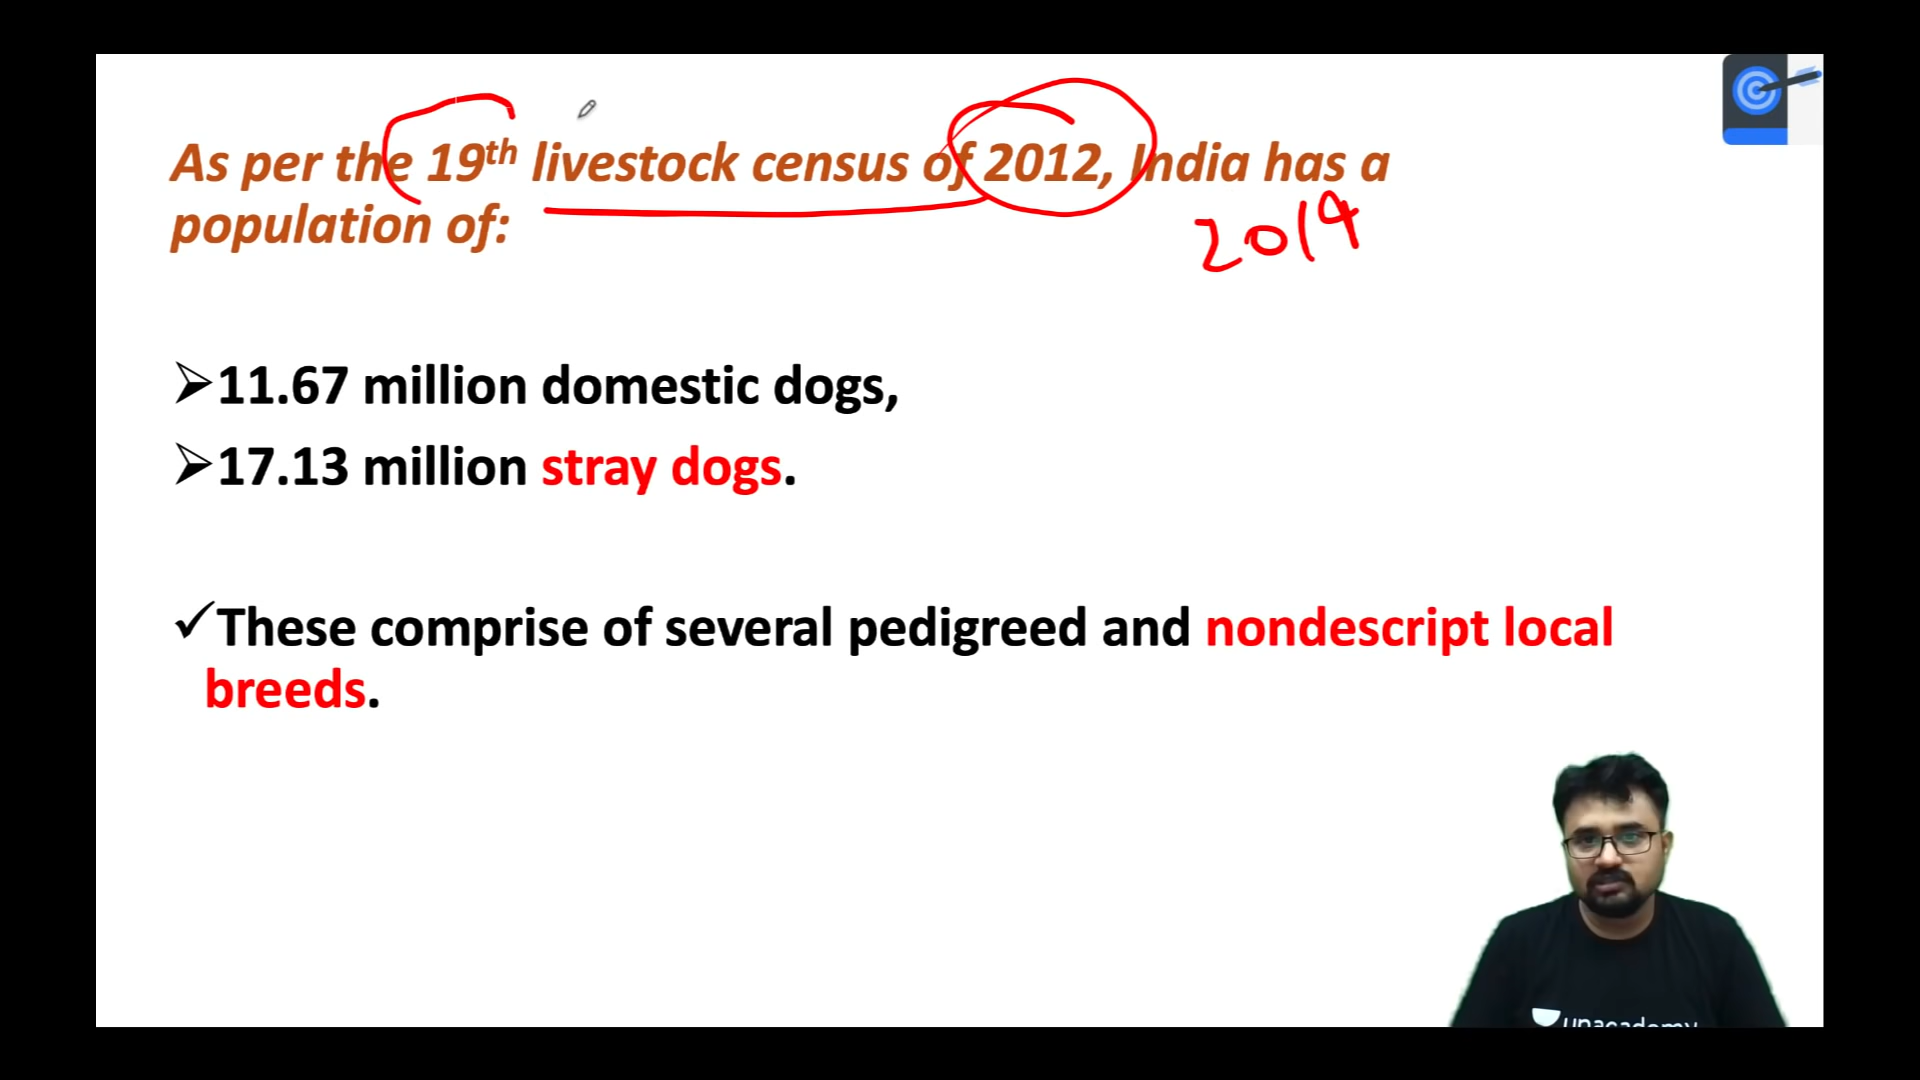 As per the 19th livestock census of 2012, India has a
population of:
2019
➢11.67 million domestic dogs,
➢17.13 million stray dogs.
✓These comprise of several pedigreed and nondescript local
breeds.
unacademy